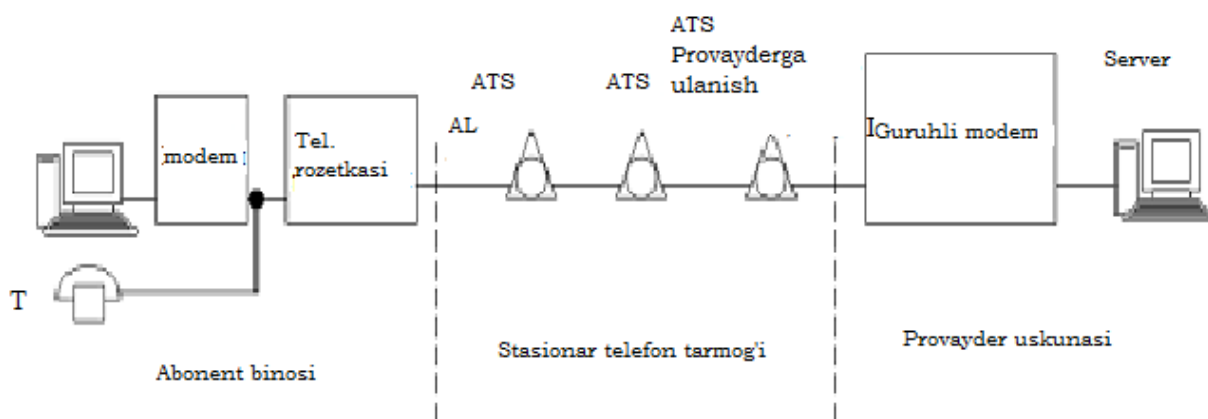 ATS
Provayderga
ulanish
ATS
ATS
Server
AL
modem
Tel.
rozetkasi
Guruhli modem
T
Stasionar telefon tarmog'i
Provayder uskunasi
Abonent binosi